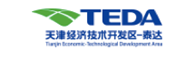 TEDA
天津经济技术开发区-泰达
Tianjin Economic-Technological Development Area